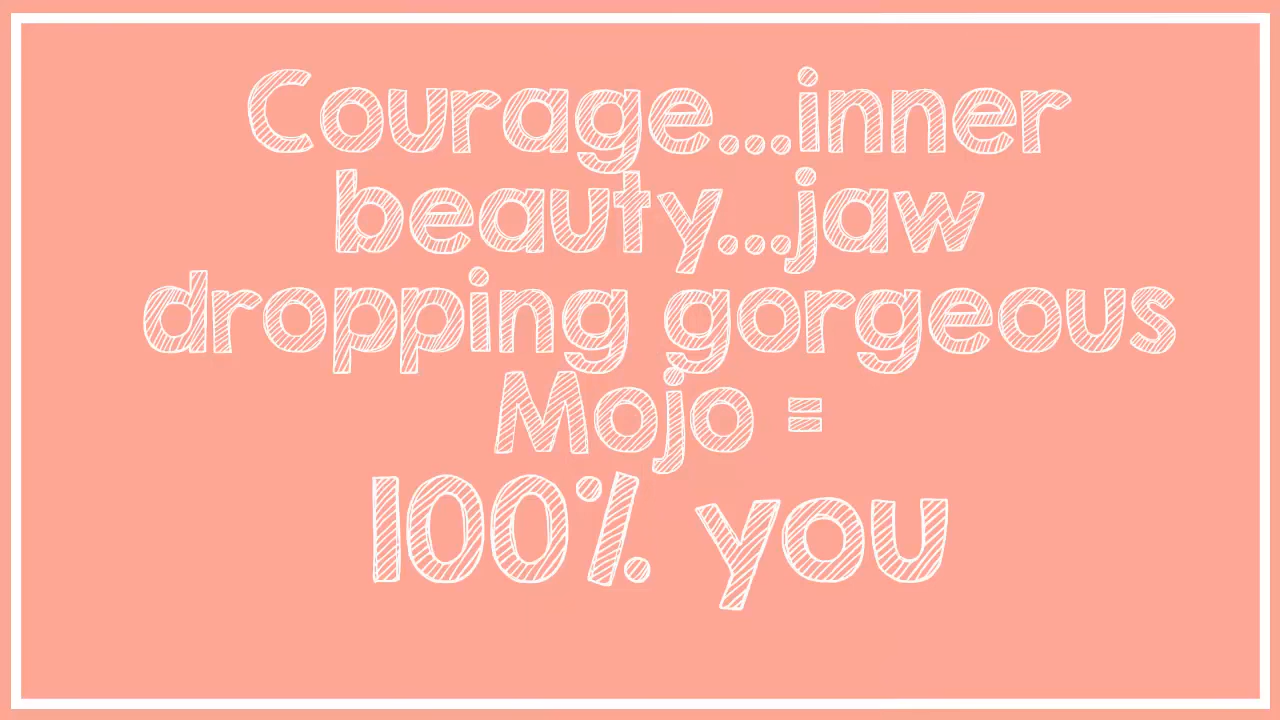 Courage...inner
beauty...jaw
dropping gorgeous
Mojo =
100% you